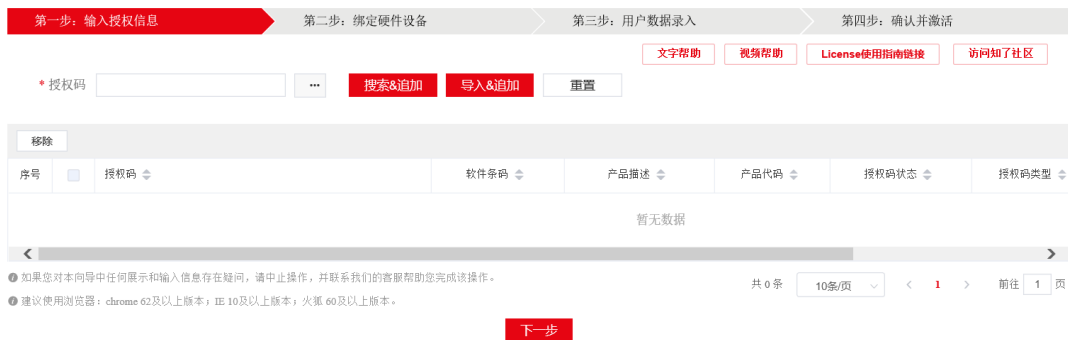 第一步：输入授权信息 第二步：绑定硬件设备 第三步：用户数据录入 第四步：确认并激活
文字帮助 视频帮助 License使用指南链接 访问知了社区
* 授权码 ••• 搜索&追加 导入&追加 重置
移除
序号 授权码 软件条码 产品描述 产品代码 授权码状态 授权码类型
暂无数据
如果您对本向导中任何展示和输入信息存在疑问，请中止操作，并联系我们的客服帮助您完成该操作。
共 0 条 10条/页 < 1 > 前往 1 页
建议使用浏览器：chrome 62及以上版本；IE 10及以上版本；火狐 60及以上版本。
下一步